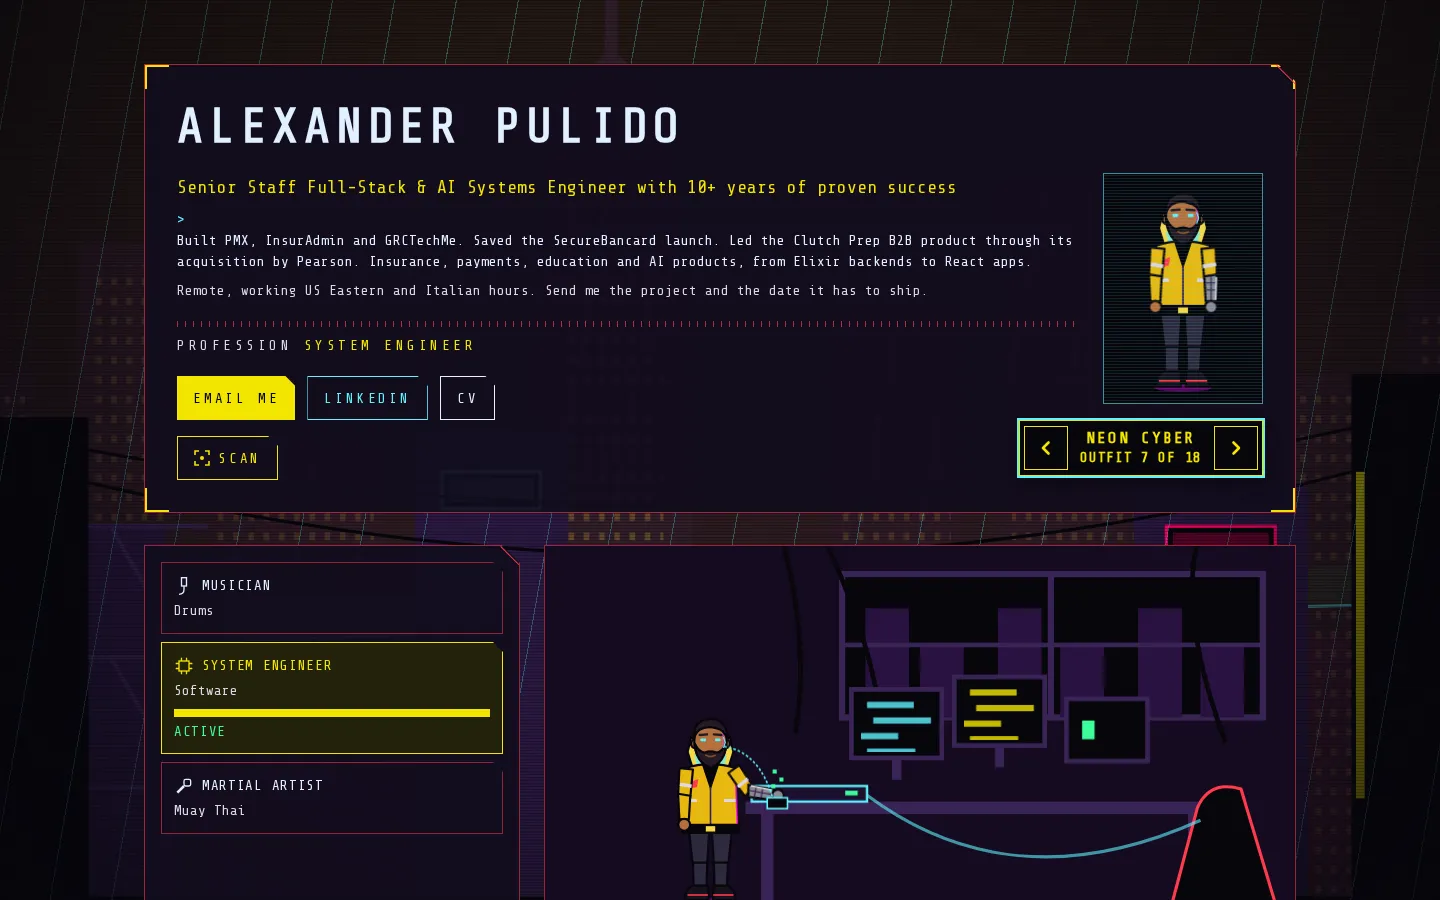 ALEXANDER PULIDO
Senior Staff Full-Stack & AI Systems Engineer with 10+ years of proven success
>
Built PMX, InsurAdmin and GRCTechMe. Saved the SecureBancard launch. Led the Clutch Prep B2B product through its
acquisition by Pearson. Insurance, payments, education and AI products, from Elixir backends to React apps.
Remote, working US Eastern and Italian hours. Send me the project and the date it has to ship.
PROFESSION SYSTEM ENGINEER
EMAIL ME
LINKEDIN
CV
SCAN
NEON CYBER
OUTFIT 7 OF 18
MUSICIAN
Drums
SYSTEM ENGINEER
Software
ACTIVE
MARTIAL ARTIST
Muay Thai